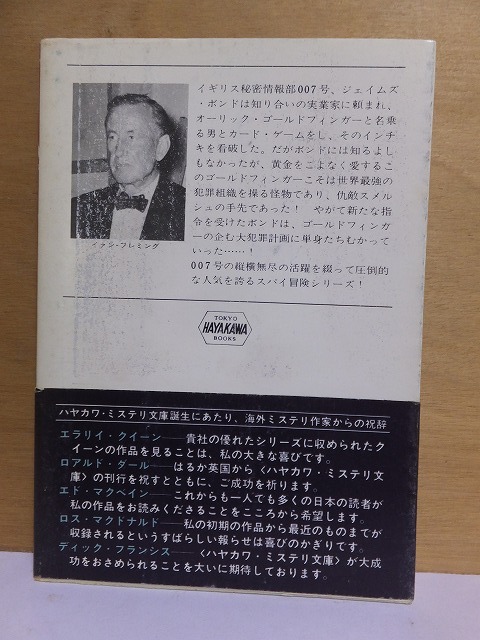 イギリス秘密情報部007号、ジェイムズ
・ボンドは知り合いの実業家に頼まれ、
オーリック・ゴールドフィンガーと名乗
る男とカード・ゲームをし、そのインチ
キを看破した。だがボンドには知るよし
もなかったが、黄金をこよなく愛するこ
のゴールドフィンガーこそは世界最強の
犯罪組織を操る怪物であり、仇敵スメル
シュの手先であった！　やがて新たな指
令を受けたボンドは、ゴールドフィンガ
ーの企む大犯罪計画に単身たちむかって
いった……！
007号の縦横無尽の活躍を綴って圧倒的
な人気を誇るスパイ冒険シリーズ！
イアン・フレミング
TOKYO
HAYAKAWA
BOOKS
ハヤカワ・ミステリ文庫誕生にあたり、海外ミステリ作家からの祝辞
エラリイ・クイーン──貴社の優れたシリーズに収められたク
イーンの作品を見ることは、私の大きな喜びです。
ロアルド・ダール──はるか英国から〈ハヤカワ・ミステリ文
庫〉の刊行を祝すとともに、ご成功を祈ります。
エド・マクベイン──これからも一人でも多くの日本の読者が
私の作品をお読みくださることをこころから希望します。
ロス・マクドナルド──私の初期の作品から最近のものまでが
収録されるというすばらしい報らせは喜びのかぎりです。
ディック・フランシス──〈ハヤカワ・ミステリ文庫〉が大成
功をおさめられることを大いに期待しております。